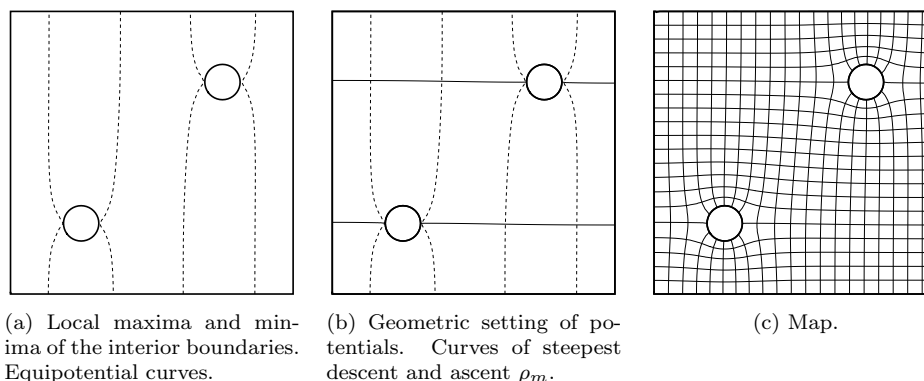 (a) Local maxima and min-
ima of the interior boundaries.
Equipotential curves.
(b) Geometric setting of po-
tentials. Curves of steepest
descent and ascent ρm.
(c) Map.